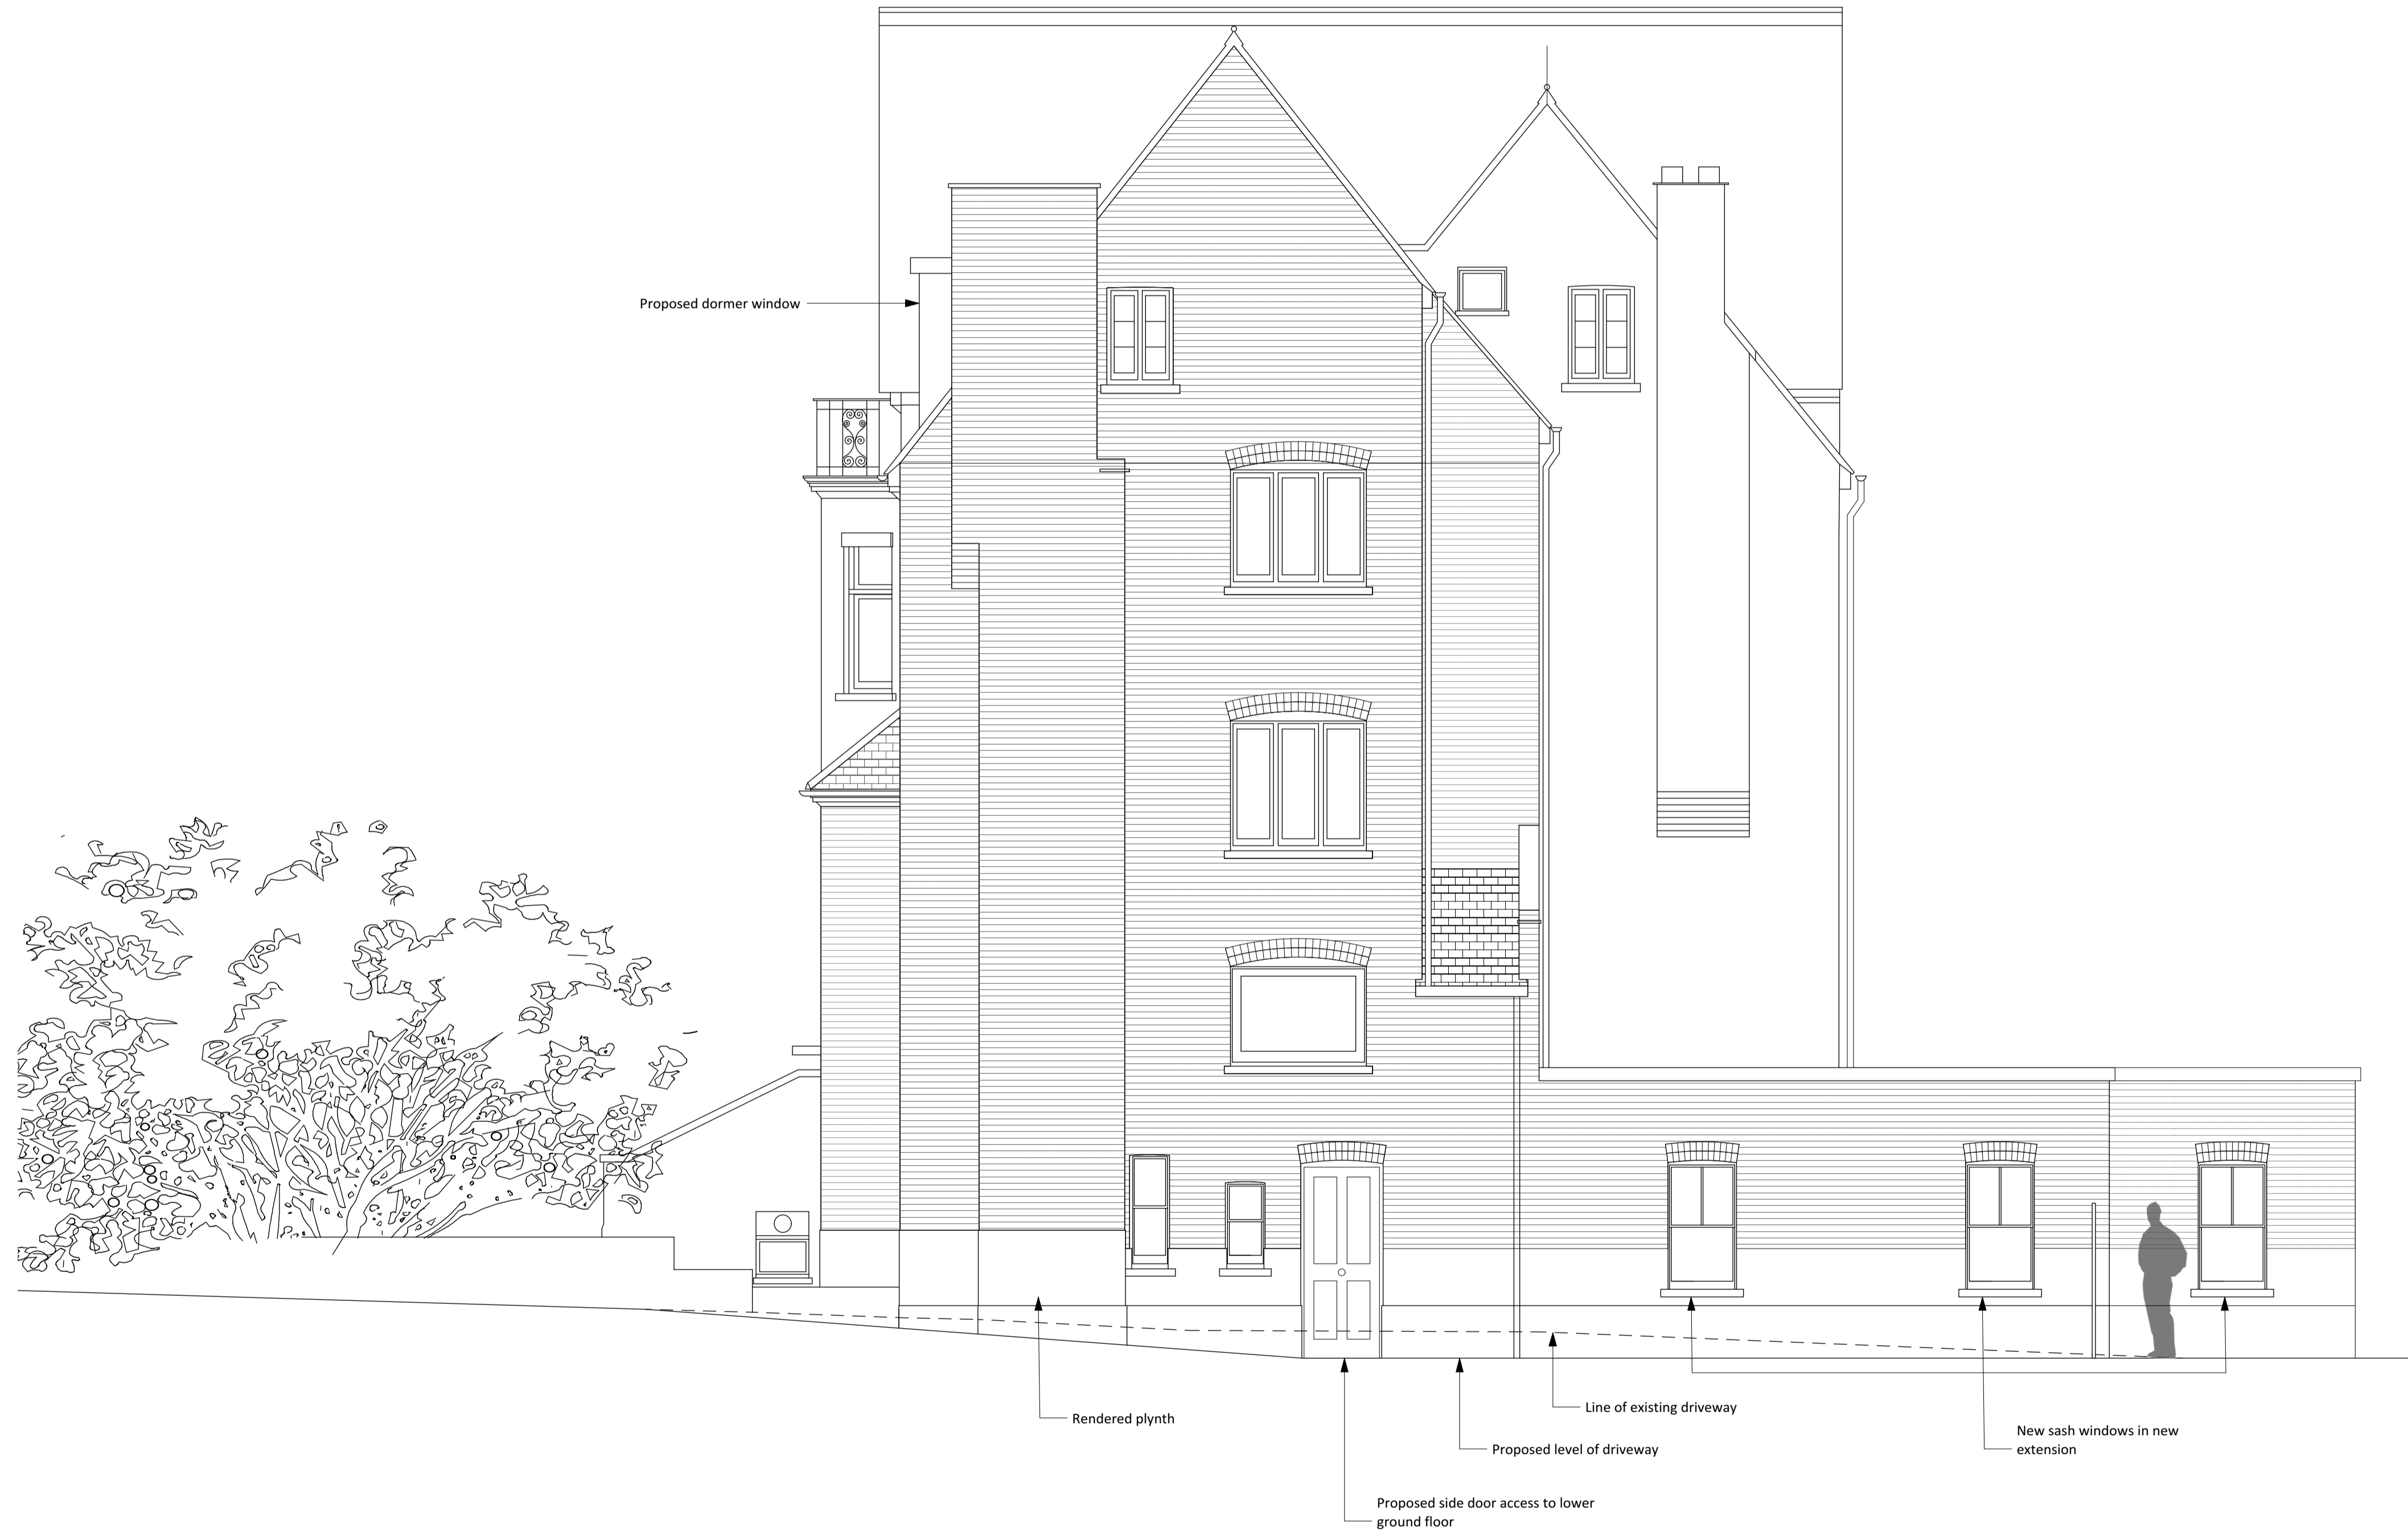 Proposed dormer window
Rendered plynth
Line of existing driveway
Proposed level of driveway
New sash windows in new
extension
Proposed side door access to lower
ground floor